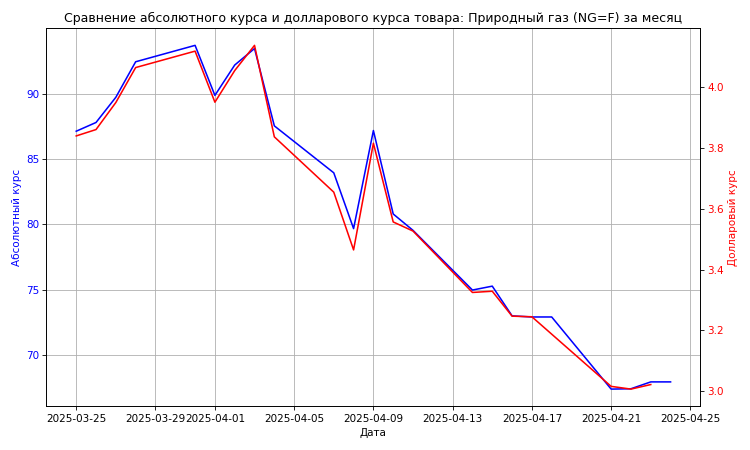 Сравнение абсолютного курса и долларового курса товара: Природный газ (NG=F) за месяц
90
85
80
75
70
Абсолютный курс
4.0
3.8
3.6
3.4
3.2
3.0
Долларовый курс
2025-03-25 2025-03-29 2025-04-01 2025-04-05 2025-04-09 2025-04-13 2025-04-17 2025-04-21 2025-04-25
Дата